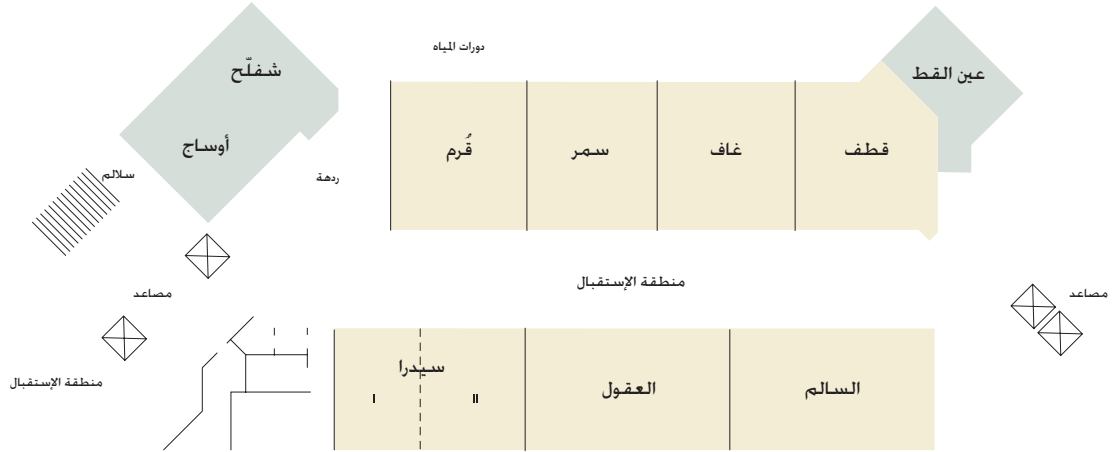 دورات المياه
عين القط
شفلّح
أوساج
قُرم
سمر
غاف
قطف
سلالم
ردهة
منطقة الإستقبال
مصاعد
مصاعد
سيدرا
I
II
العقول
السالم
منطقة الإستقبال